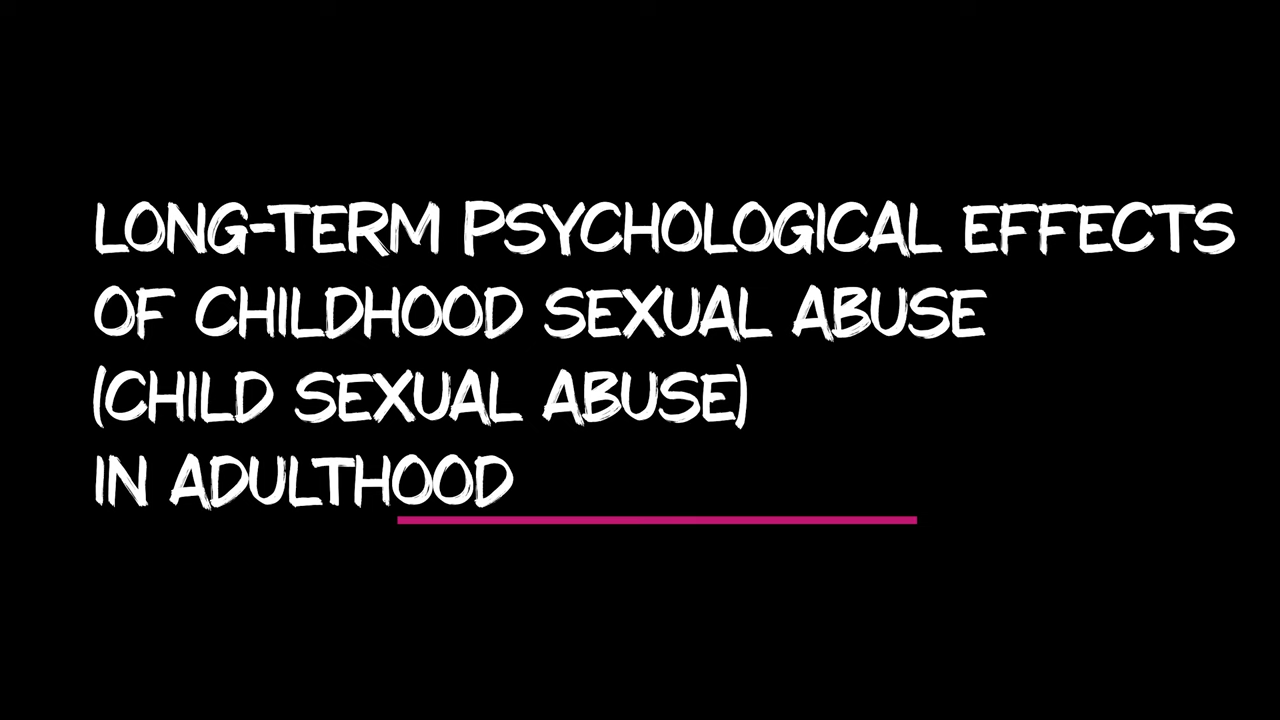 LONG-TERM PSYCHOLOGICAL EFFECTS
OF CHILDHOOD SEXUAL ABUSE
(CHILD SEXUAL ABUSE)
IN ADULTHOOD